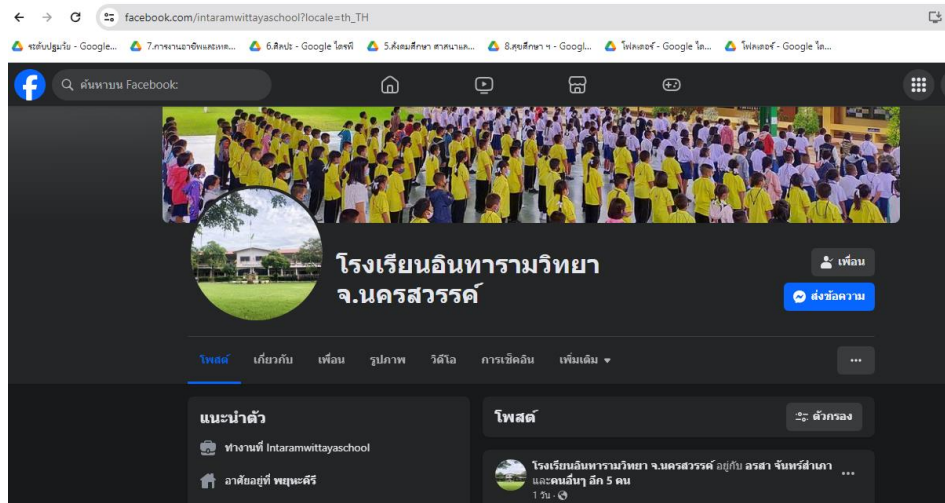 facebook.com/intaramwittayaschool?locale=th_TH
ระดับปฐมวัย - Google... 7.การงานอาชีพและเทค... 6.ศิลปะ - Google ไดรฟ์ 5.สังคมศึกษา ศาสนาแล... 8.สุขศึกษา ฯ - Googl... โฟลเดอร์ - Google ได... โฟลเดอร์ - Google ได...
ค้นหาบน Facebook:
โรงเรียนอินทารามวิทยา
จ.นครสวรรค์
เพื่อน
ส่งข้อความ
โพสต์ เกี่ยวกับ เพื่อน รูปภาพ วิดีโอ การเช็คอิน เพิ่มเติม
แนะนำตัว
ทำงานที่ Intaramwittayaschool
อาศัยอยู่ที่ พยุหะคีรี
โพสต์
ตัวกรอง
โรงเรียนอินทารามวิทยา จ.นครสวรรค์ อยู่กับ อรสา จันทร์สำเภา
และคนอื่นๆ อีก 5 คน
1 วัน ·